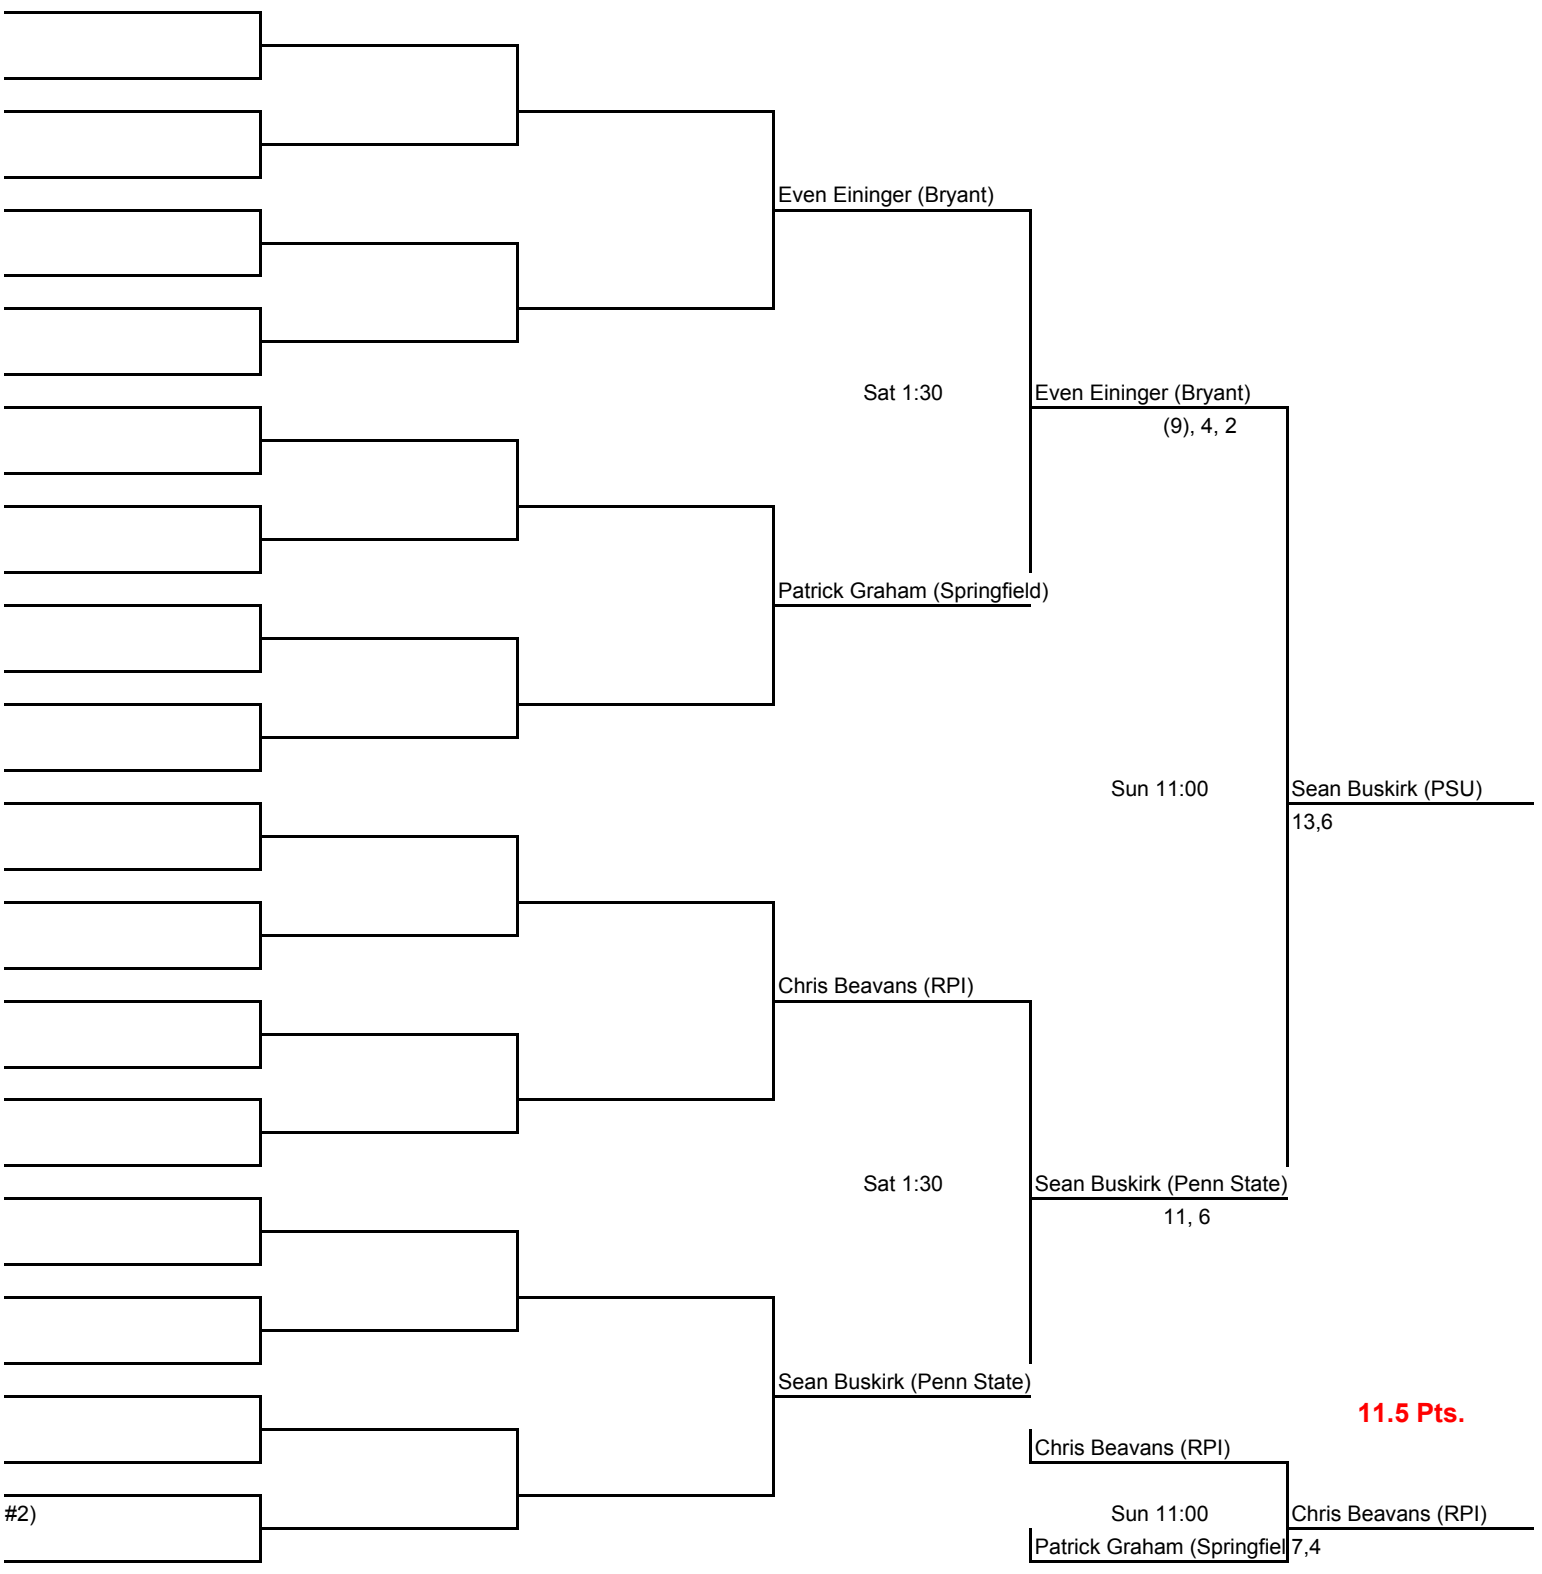 Even Eininger (Bryant)
Sat 1:30
Even Eininger (Bryant)
(9), 4, 2
Patrick Graham (Springfield)
Sun 11:00
Sean Buskirk (PSU)
13,6
Chris Beavans (RPI)
Sat 1:30
Sean Buskirk (Penn State)
11, 6
Sean Buskirk (Penn State)
11.5 Pts.
Chris Beavans (RPI)
#2)
Sun 11:00
Chris Beavans (RPI)
Patrick Graham (Springfiel
7,4